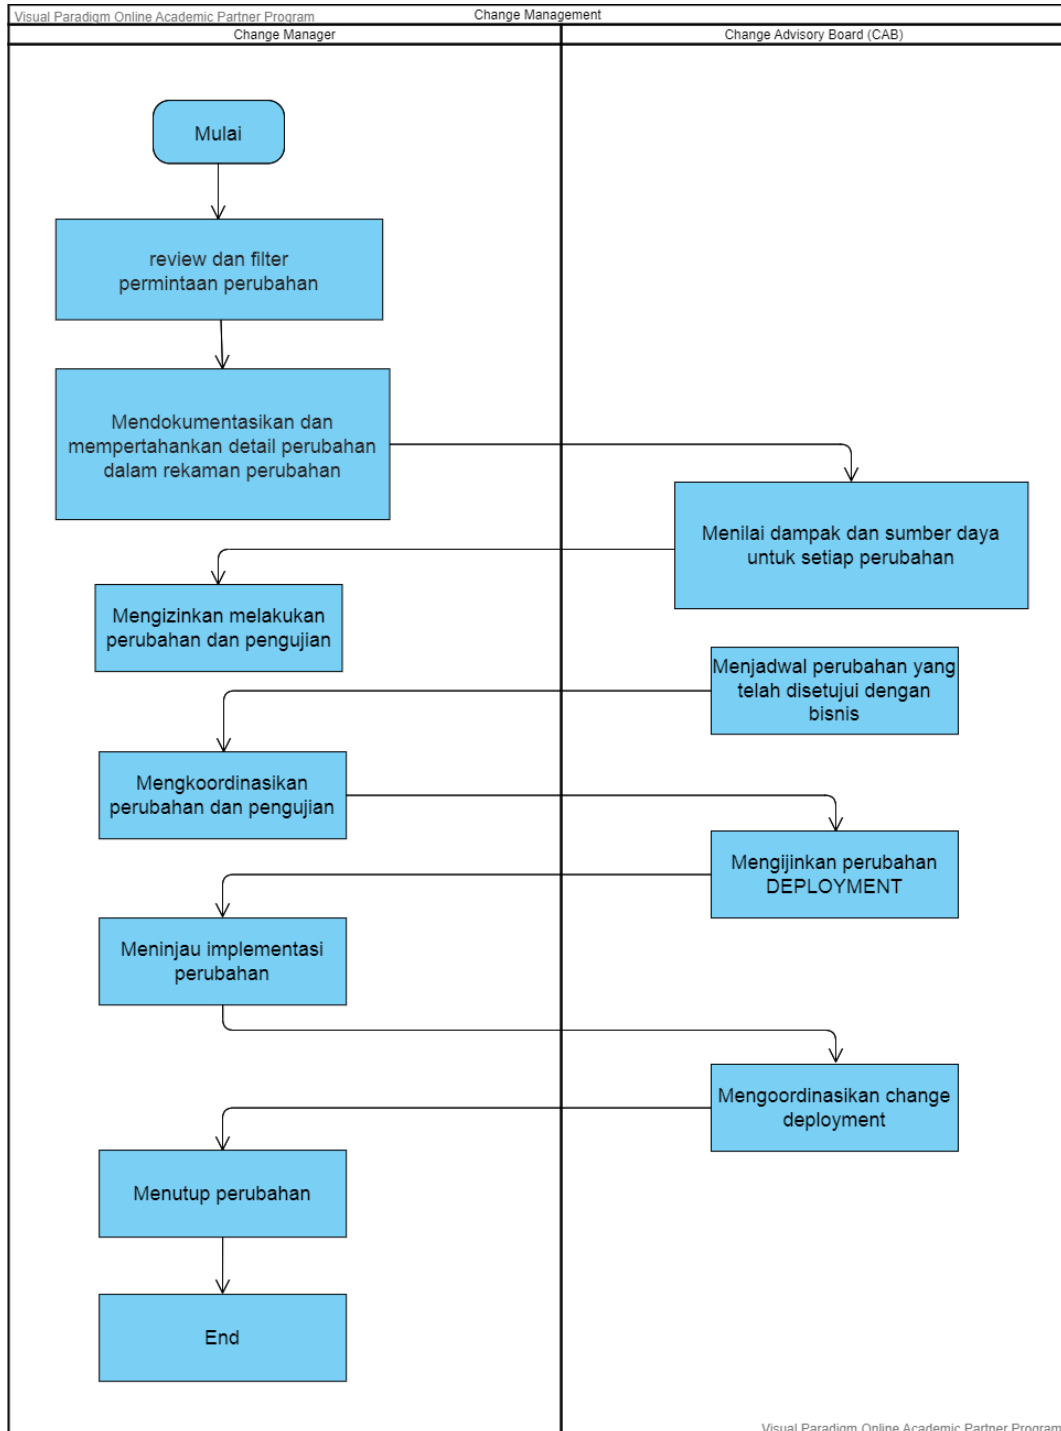 Visual Paradigm Online Academic Partner Program
Change Management
Change Manager
Change Advisory Board (CAB)
Mulai
review dan filter
permintaan perubahan
Mendokumentasikan dan
mempertahankan detail perubahan
dalam rekaman perubahan
Menilai dampak dan sumber daya
untuk setiap perubahan
Mengizinkan melakukan
perubahan dan pengujian
Menjadwal perubahan yang
telah disetujui dengan
bisnis
Mengkoordinasikan
perubahan dan pengujian
Mengijinkan perubahan
DEPLOYMENT
Meninjau implementasi
perubahan
Mengoordinasikan change
deployment
Menutup perubahan
End
Visual Paradigm Online Academic Partner Program